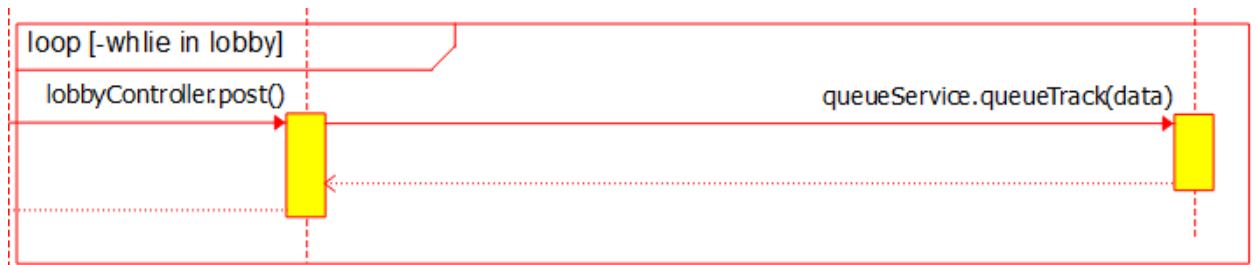 loop [-whlie in lobby]
lobbyController.post()
queueService.queueTrack(data)